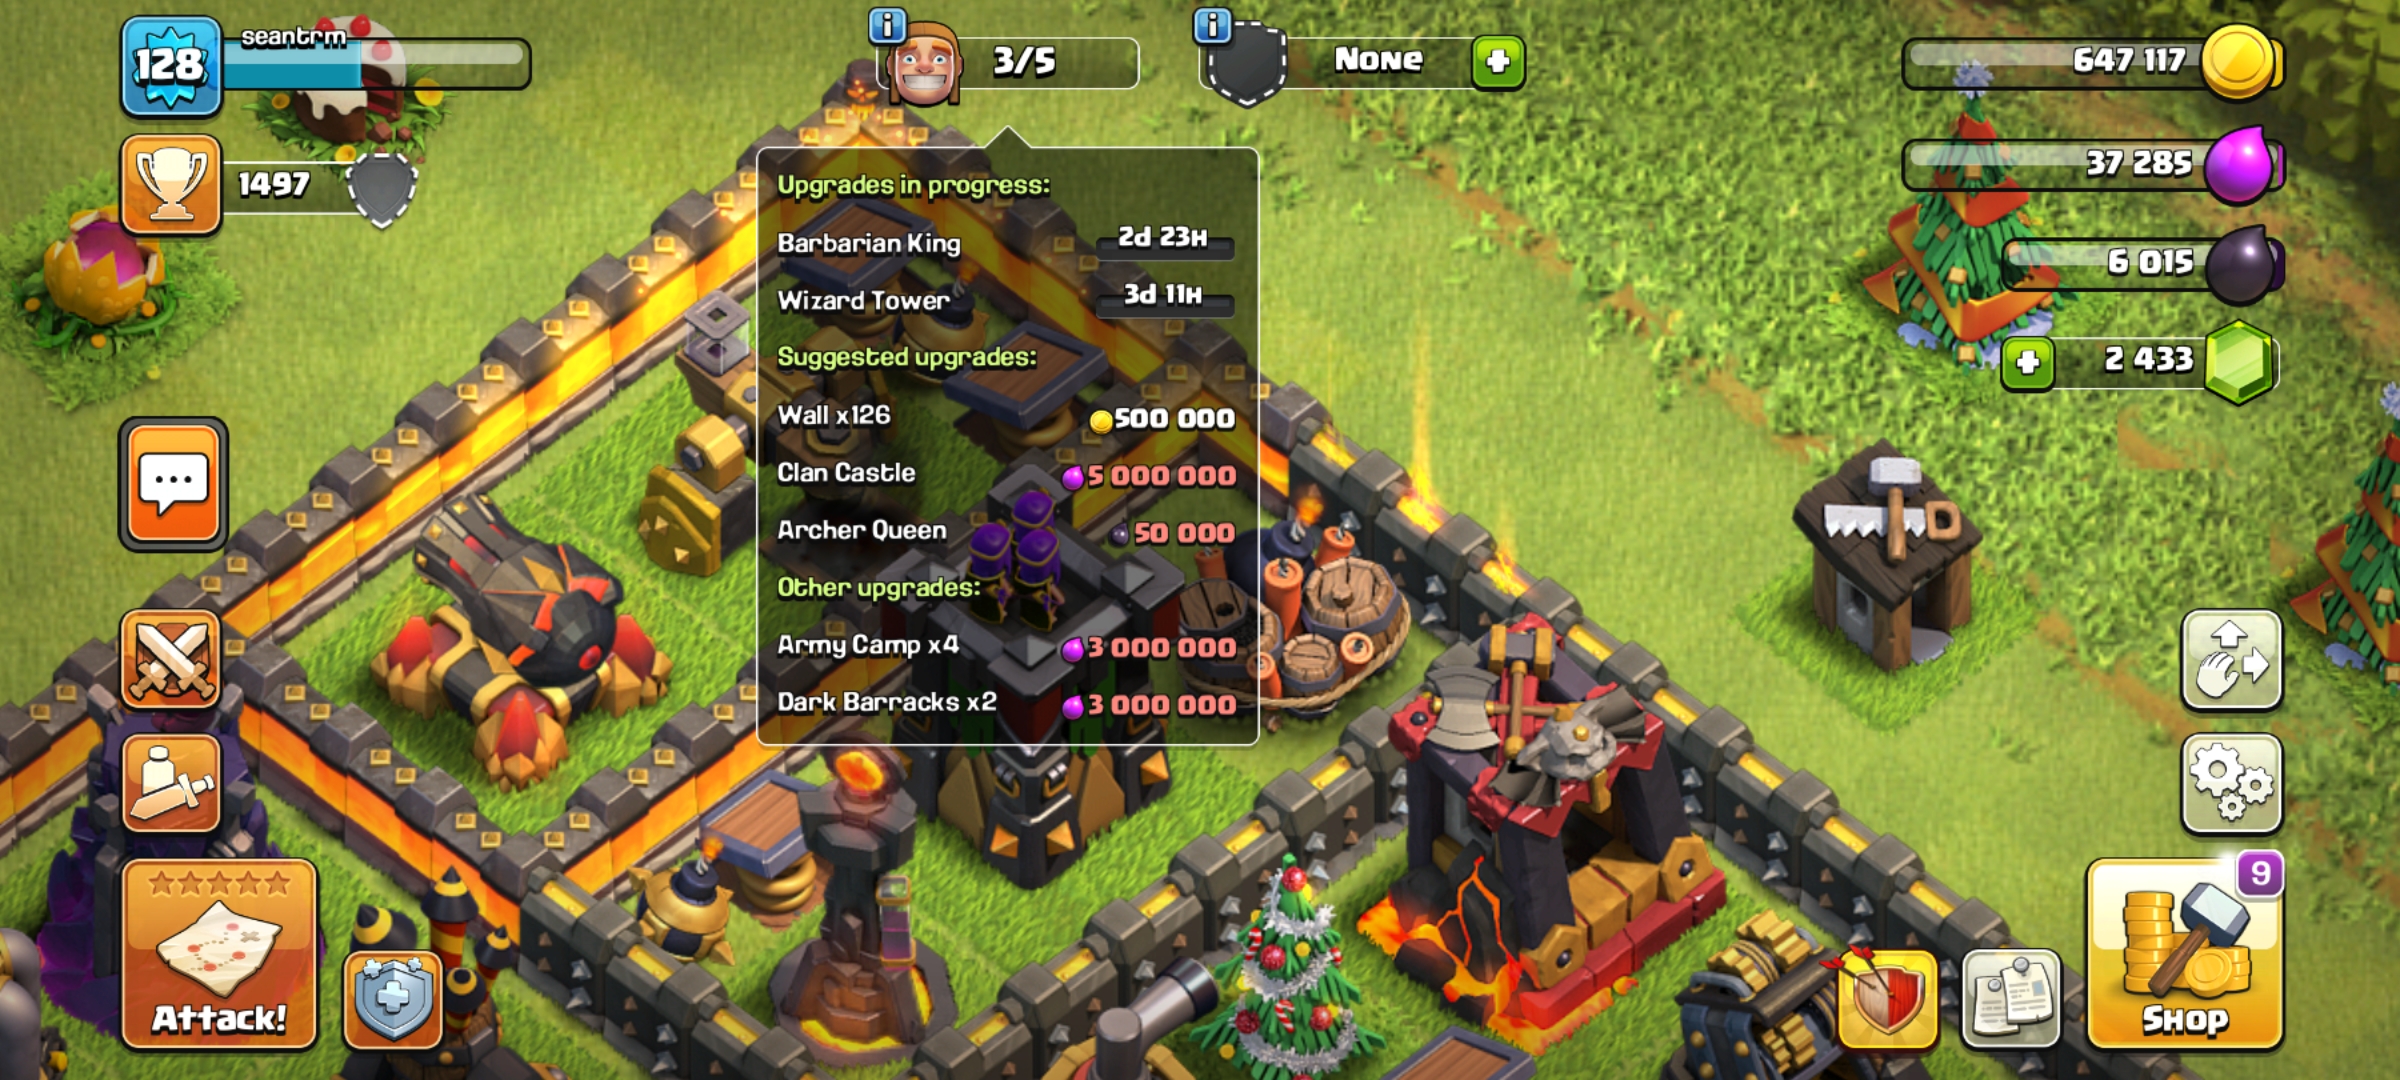 128
seantrm
3/5
None
647 117
1497
37 285
6 015
2 433
Upgrades in progress:
Barbarian King 2d 23H
Wizard Tower 3d 11H
Suggested upgrades:
Wall x126 500 000
Clan Castle 5 000 000
Archer Queen 50 000
Other upgrades:
Army Camp x4 3 000 000
Dark Barracks x2 3 000 000
Attack!
9
Shop